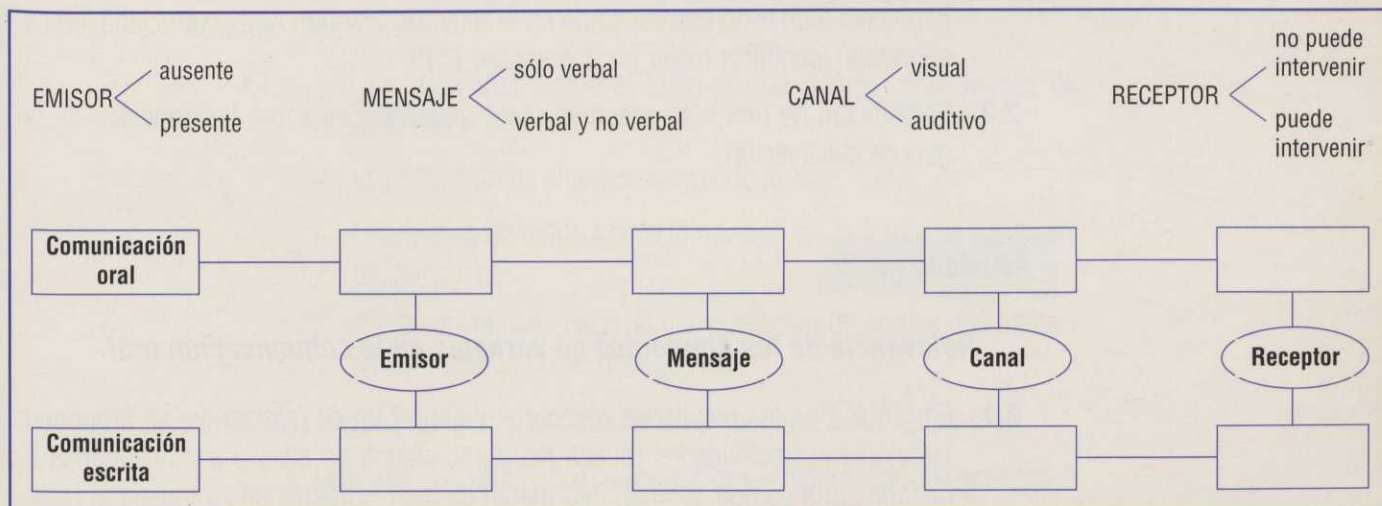 ausente
EMISOR
presente
sólo verbal
MENSAJE
verbal y no verbal
visual
CANAL
auditivo
no puede
intervenir
RECEPTOR
puede
intervenir
Comunicación
oral
Emisor
Mensaje
Canal
Receptor
Comunicación
escrita